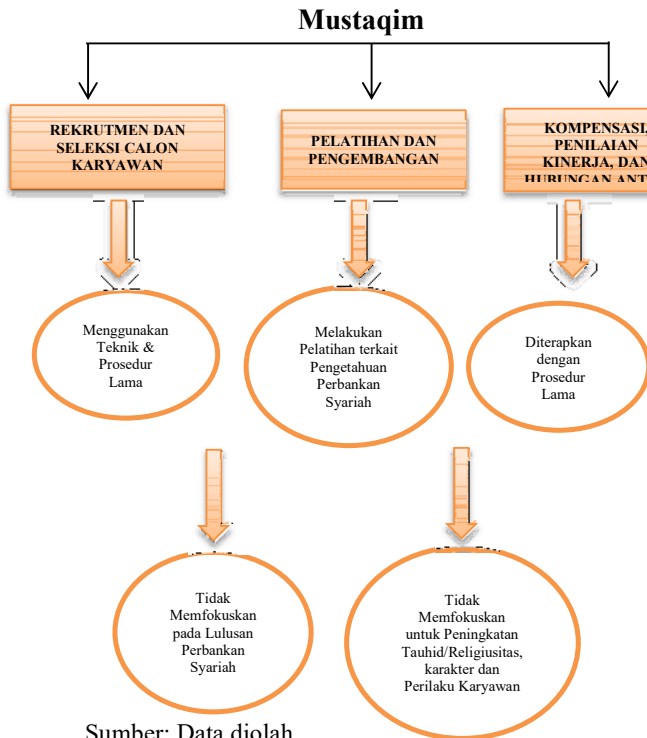 Mustaqim
REKRUTMEN DAN
SELEKSI CALON
KARYAWAN
PELATIHAN DAN
PENGEMBANGAN
KOMPENSASI,
PENILAIAN
KINERJA, DAN
HUBUNGAN
Menggunakan
Teknik &
Prosedur
Lama
Melakukan
Pelatihan terkait
Pengetahuan
Perbankan
Syariah
Diterapkan
dengan
Prosedur
Lama
Tidak
Memfokuskan
pada Lulusan
Perbankan
Syariah
Tidak
Memfokuskan
untuk Peningkatan
Tauhid/Religiusitas,
karakter dan
Perilaku Karyawan
Sumber: Data diolah